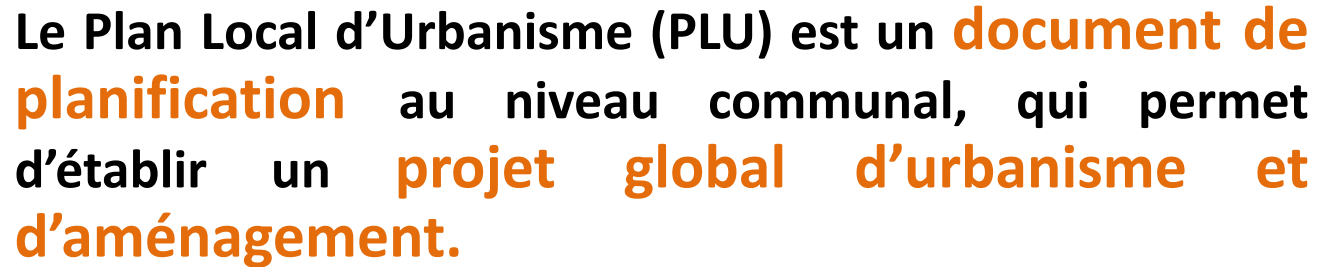 Le Plan Local d’Urbanisme (PLU) est un document de
planification au niveau communal, qui permet
d’établir un projet global d’urbanisme et
d’aménagement.